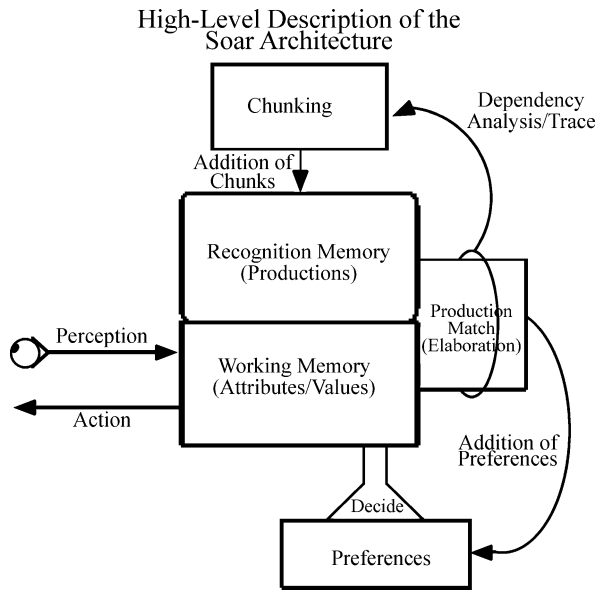 High-Level Description of the
Soar Architecture
Chunking
Dependency
Analysis/Trace
Addition of
Chunks
Recognition Memory
(Productions)
Production
Match
(Elaboration)
Perception
Working Memory
(Attributes/Values)
Action
Addition of
Preferences
Decide
Preferences